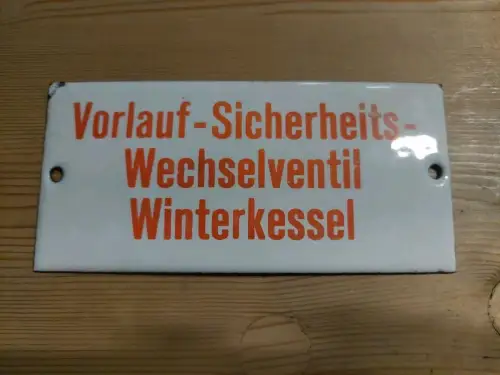 Vorlauf-Sicherheits-
Wechselventil
Winterkessel